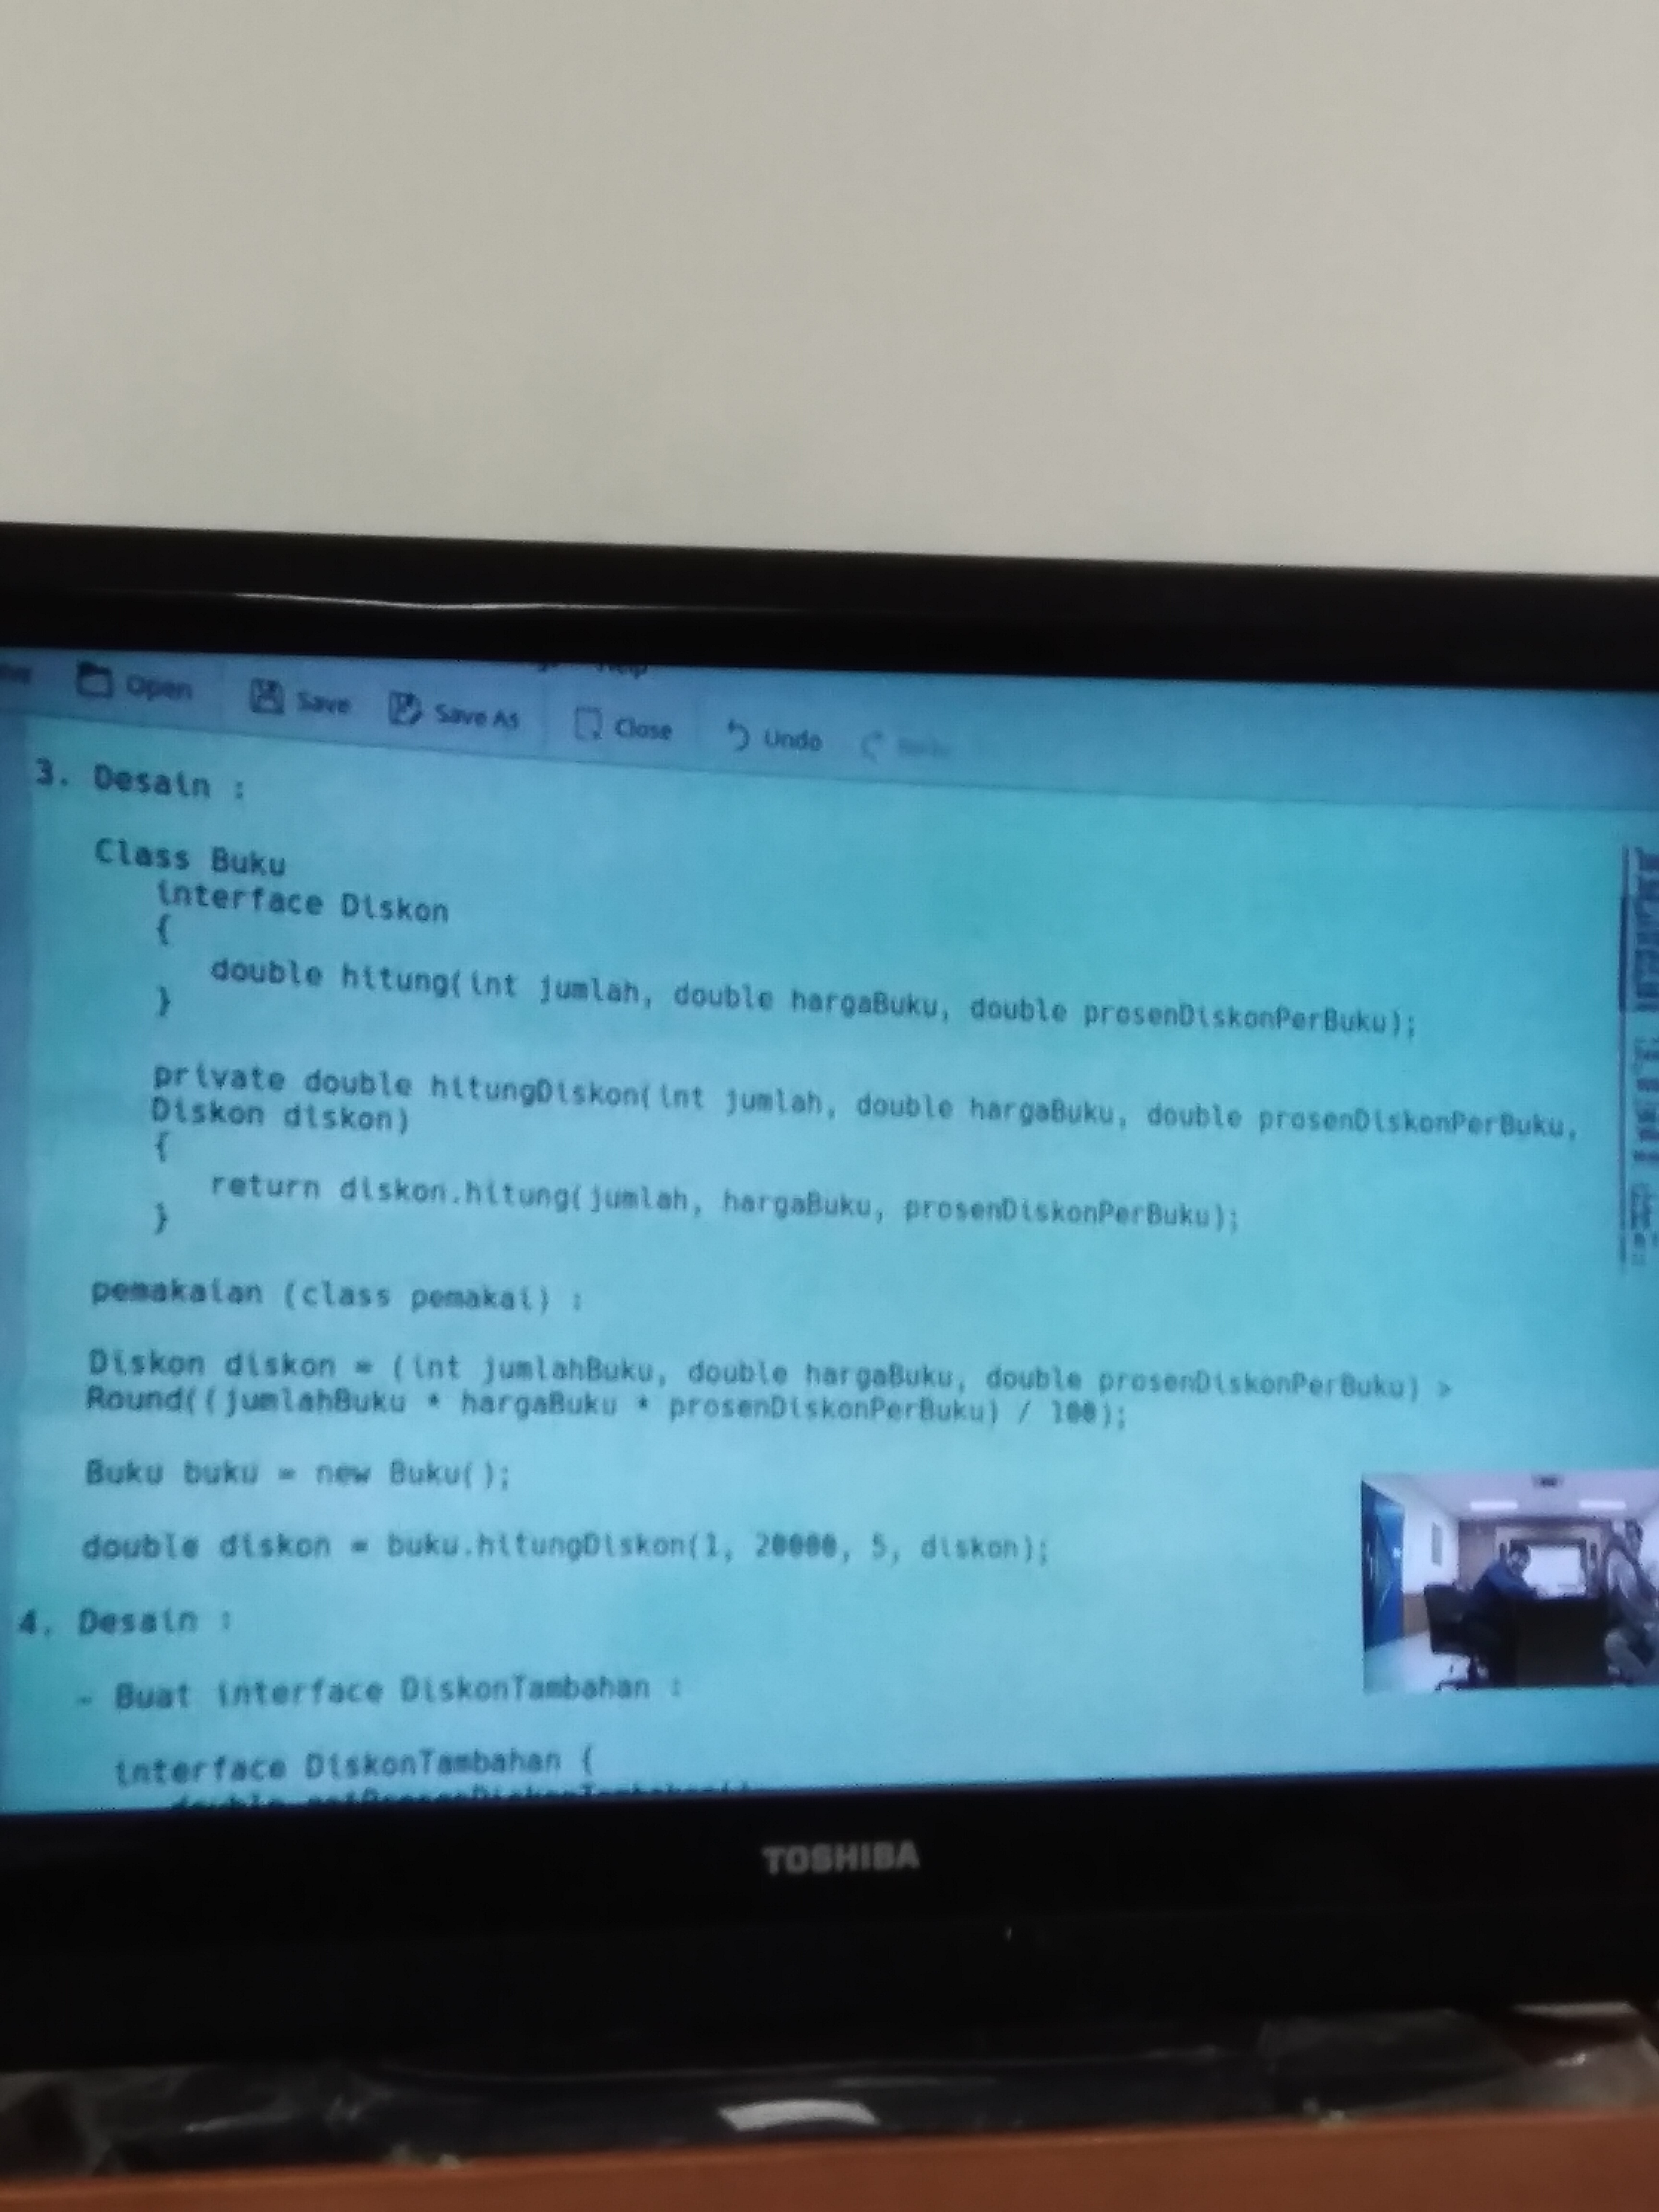 Open Save Save As Close Undo
3. Desain :
Class Buku
interface Diskon
{
double hitung(int jumlah, double hargaBuku, double prosenDiskonPerBuku);
}
private double hitungDiskon(int jumlah, double hargaBuku, double prosenDiskonPerBuku,
Diskon diskon)
{
return diskon.hitung(jumlah, hargaBuku, prosenDiskonPerBuku);
}
pemakaian (class pemakai) :
Diskon diskon = (int jumlahBuku, double hargaBuku, double prosenDiskonPerBuku) >
Round((jumlahBuku * hargaBuku * prosenDiskonPerBuku) / 100);
Buku buku = new Buku();
double diskon = buku.hitungDiskon(1, 20000, 5, diskon);
4. Desain :
- Buat interface DiskonTambahan :
interface DiskonTambahan {
TOSHIBA